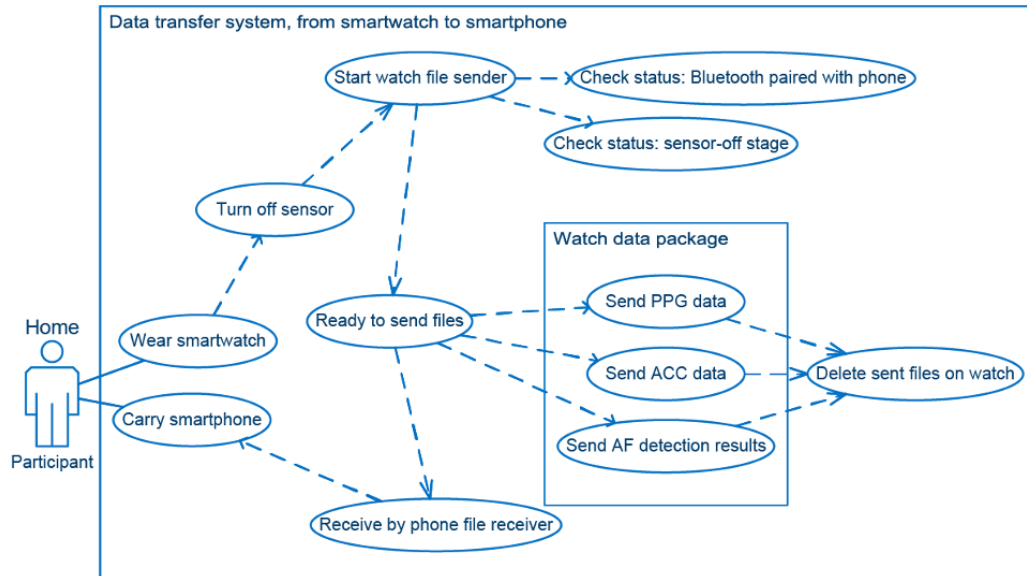 Data transfer system, from smartwatch to smartphone
Start watch file sender
Check status: Bluetooth paired with phone
Check status: sensor-off stage
Turn off sensor
Watch data package
Send PPG data
Ready to send files
Home
Wear smartwatch
Send ACC data
Delete sent files on watch
Carry smartphone
Send AF detection results
Participant
Receive by phone file receiver